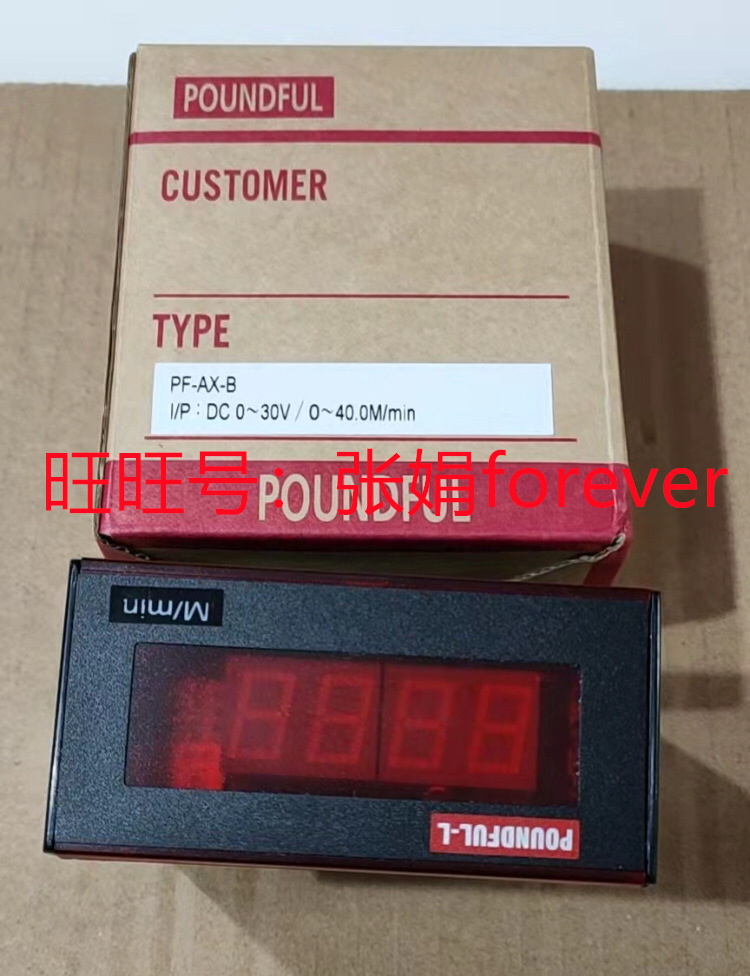 POUNDFUL
CUSTOMER
TYPE
PF-AX-B
I/P : DC 0~30V / 0~40.0M/min
旺旺号：张娟forever
POUNDFUL
M/min
8888
POUNDFUL-L